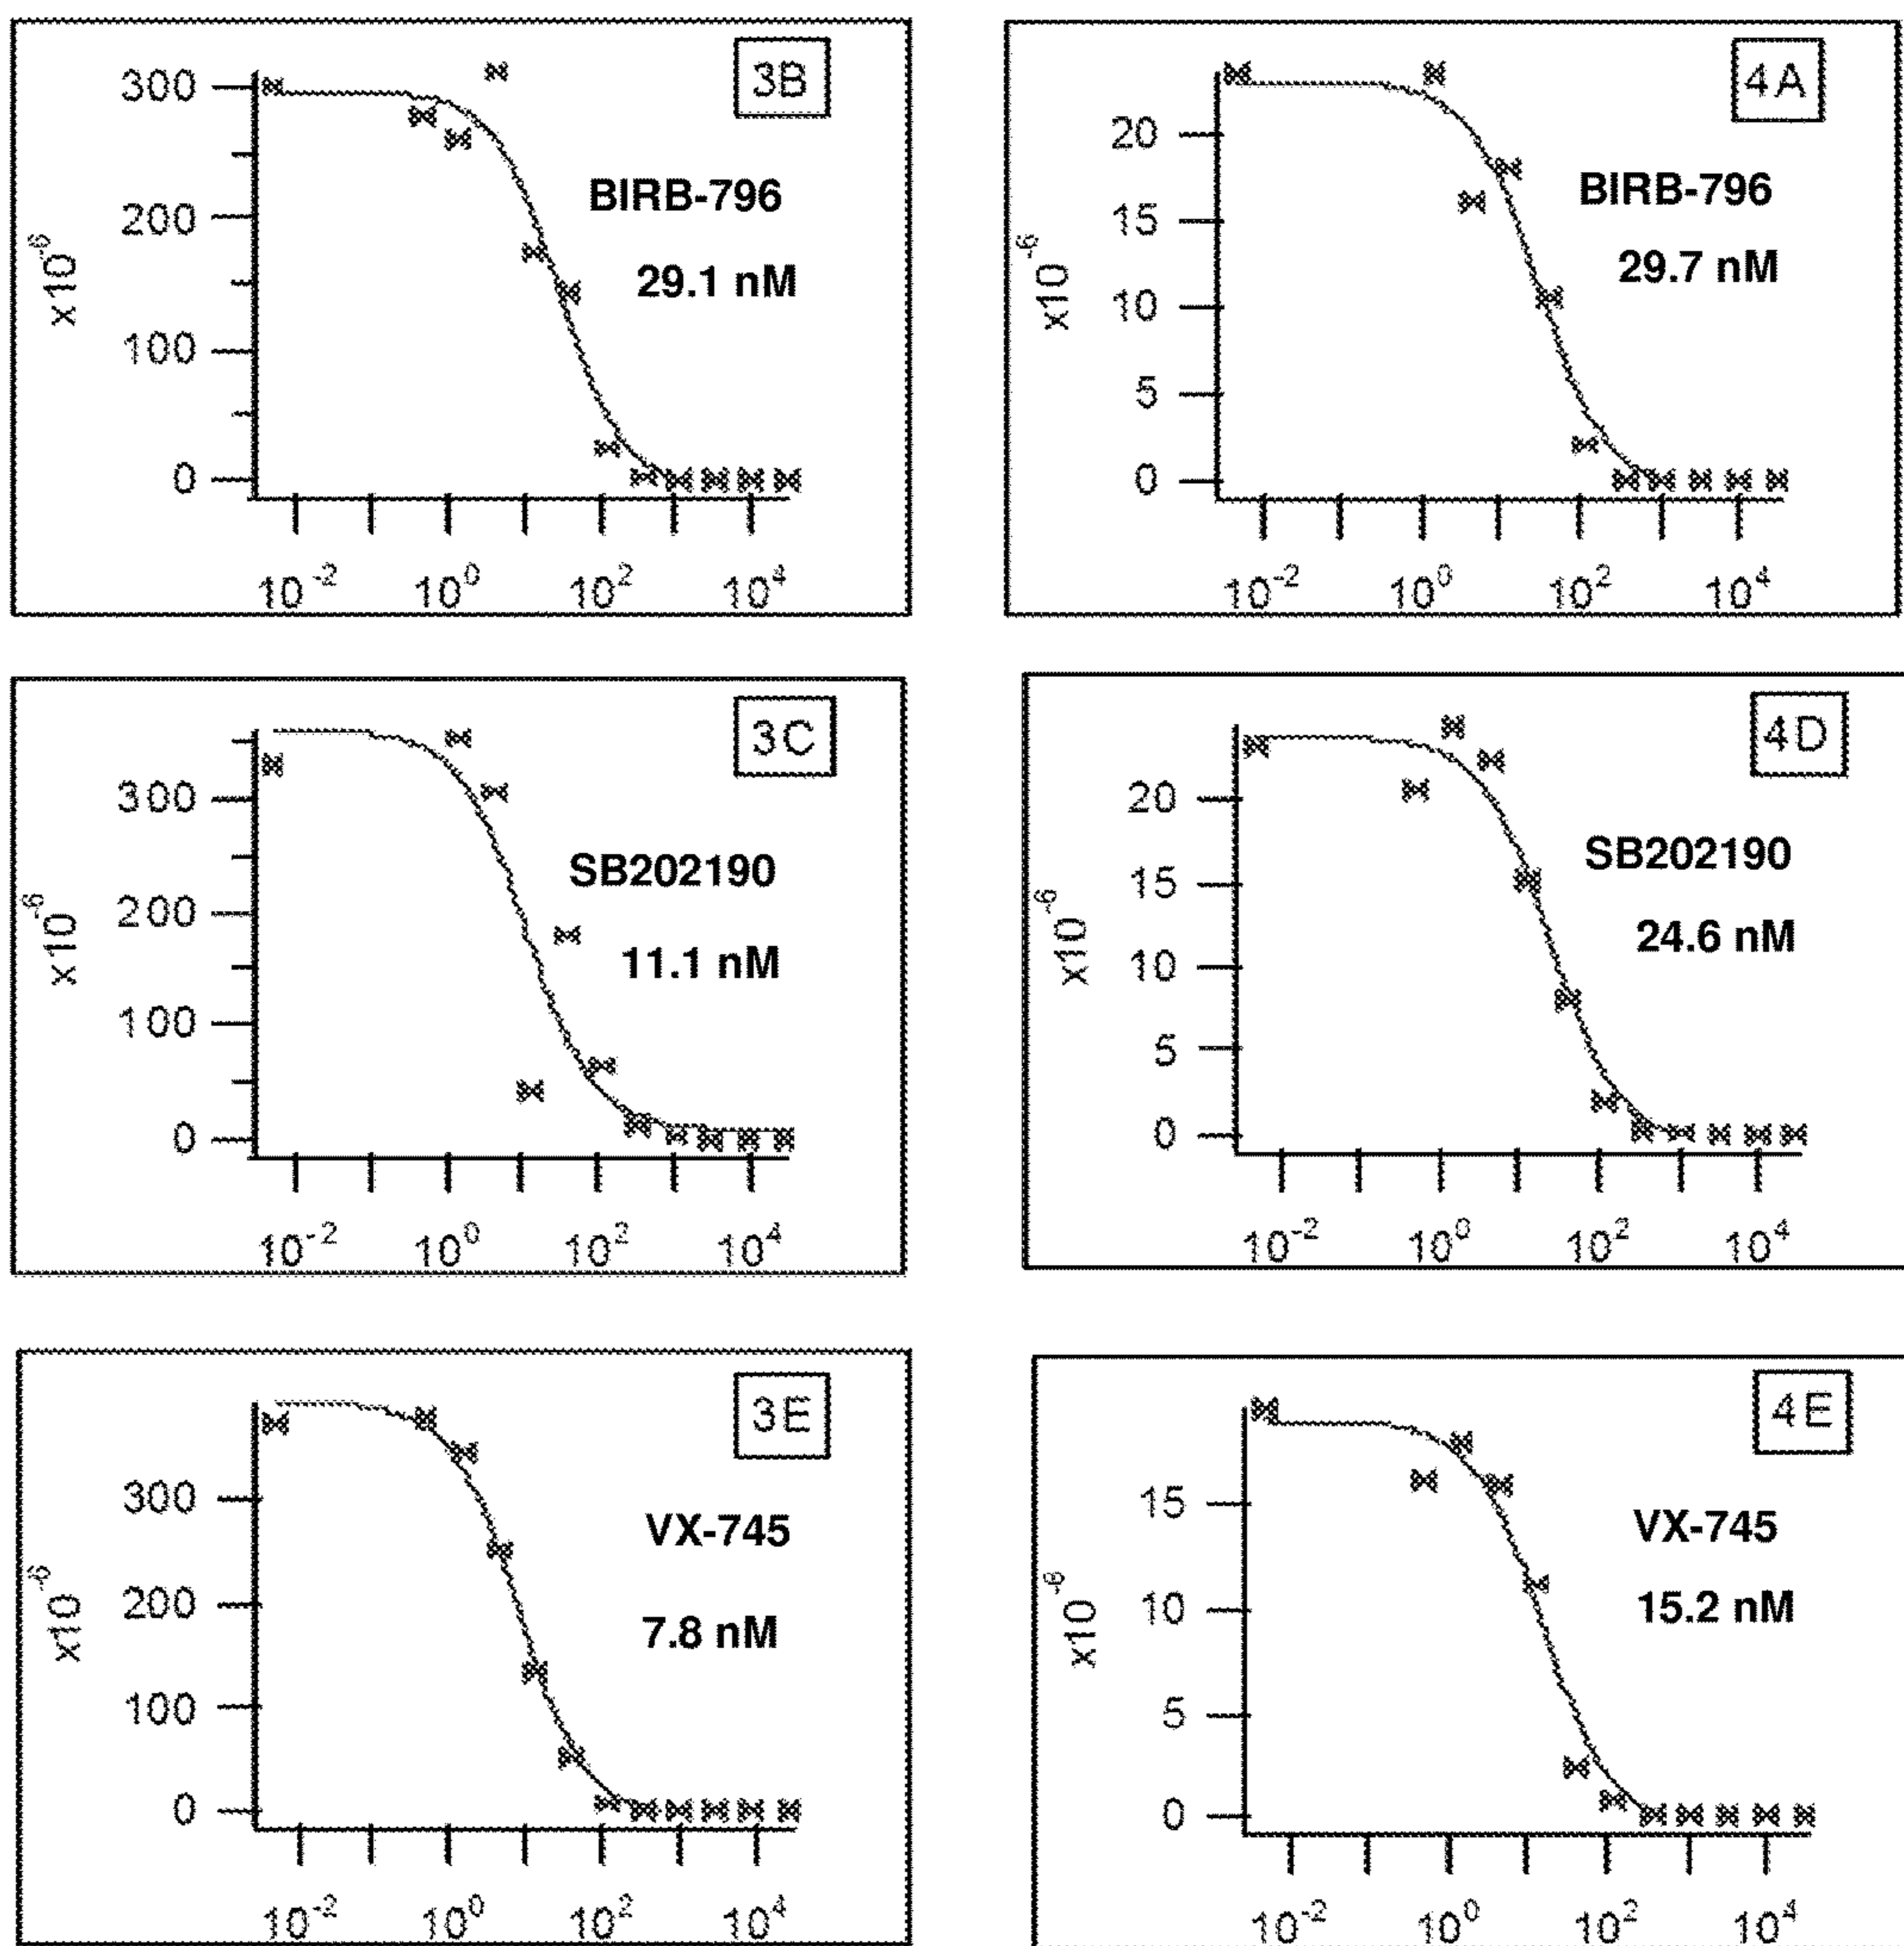 3B
300
200
100
0
x10⁻⁶
BIRB-796
29.1 nM
10⁻² 10⁰ 10² 10⁴
4A
20
15
10
5
0
x10⁻⁶
BIRB-796
29.7 nM
10⁻² 10⁰ 10² 10⁴
3C
300
200
100
0
x10⁻⁶
SB202190
11.1 nM
10⁻² 10⁰ 10² 10⁴
4D
20
15
10
5
0
x10⁻⁶
SB202190
24.6 nM
10⁻² 10⁰ 10² 10⁴
3E
300
200
100
0
x10⁻⁶
VX-745
7.8 nM
10⁻² 10⁰ 10² 10⁴
4E
15
10
5
0
x10⁻⁶
VX-745
15.2 nM
10⁻² 10⁰ 10² 10⁴